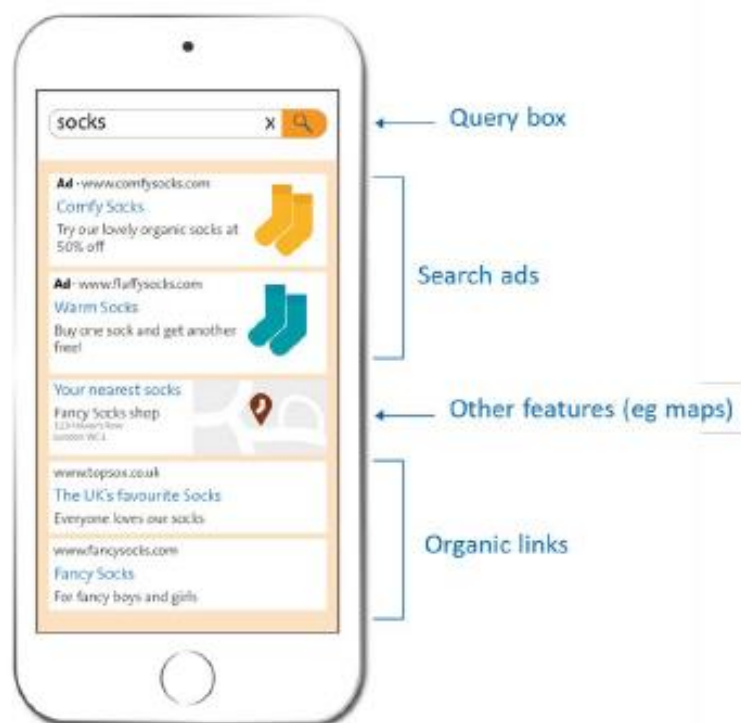 socks x
Query box
Ad · www.comfysocks.com
Comfy Socks
Try our lovely organic socks at
50% off
Ad · www.fluffysocks.com
Warm Socks
Buy one sock and get another
free!
Search ads
Your nearest socks
Fancy Socks shop
London WC1
Other features (eg maps)
www.topsox.co.uk
The UK's favourite Socks
Everyone loves our socks
www.fancysocks.com
Fancy Socks
For fancy boys and girls
Organic links